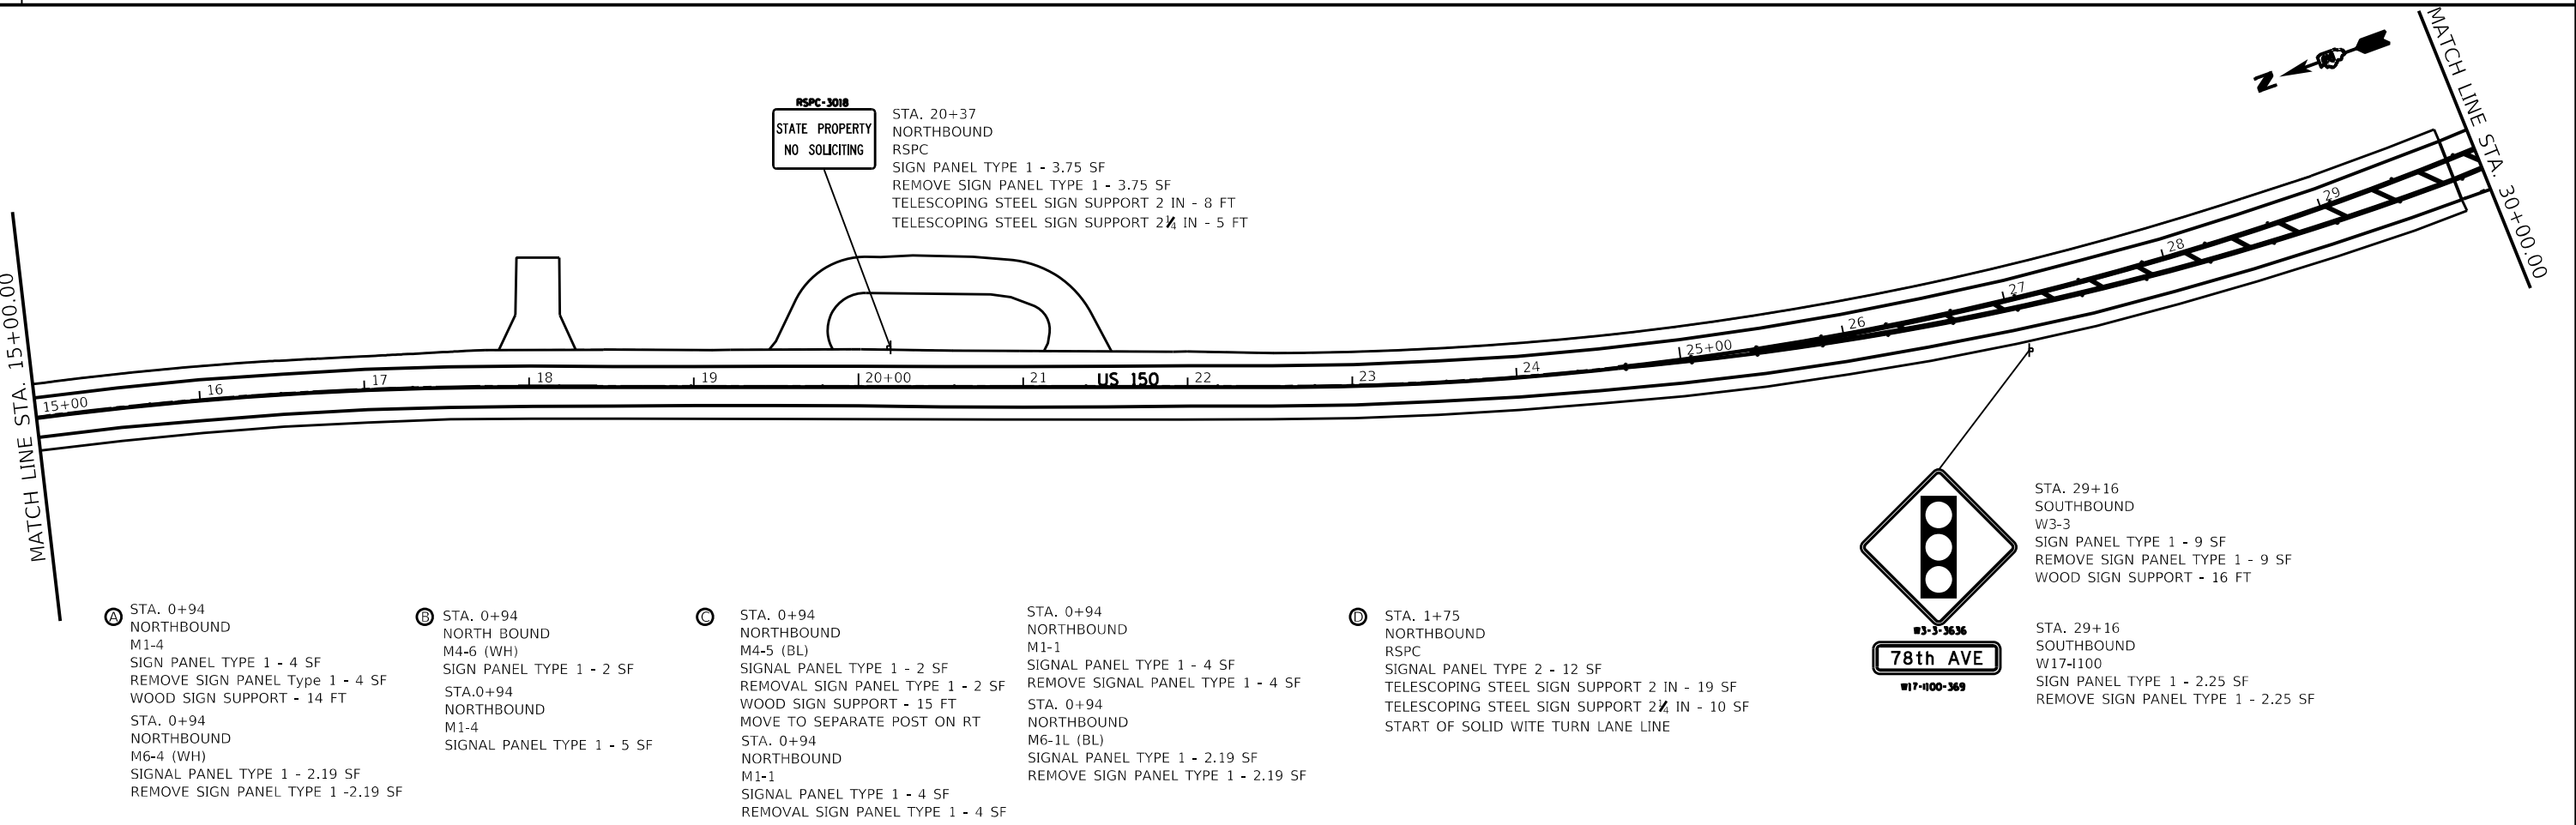 RSPC-3018
STATE PROPERTY
NO SOLICITING
STA. 20+37
NORTHBOUND
RSPC
SIGN PANEL TYPE 1 - 3.75 SF
REMOVE SIGN PANEL TYPE 1 - 3.75 SF
TELESCOPING STEEL SIGN SUPPORT 2 IN - 8 FT
TELESCOPING STEEL SIGN SUPPORT 2¼ IN - 5 FT
N
MATCH LINE STA. 30+00.00
MATCH LINE STA. 15+00.00
15+00
16
17
18
19
20+00
21
US 150
22
23
24
25+00
26
27
28
29
W3-3-3636
78th AVE
W17-I100-369
STA. 29+16
SOUTHBOUND
W3-3
SIGN PANEL TYPE 1 - 9 SF
REMOVE SIGN PANEL TYPE 1 - 9 SF
WOOD SIGN SUPPORT - 16 FT
STA. 29+16
SOUTHBOUND
W17-I100
SIGN PANEL TYPE 1 - 2.25 SF
REMOVE SIGN PANEL TYPE 1 - 2.25 SF
A
STA. 0+94
NORTHBOUND
M1-4
SIGN PANEL TYPE 1 - 4 SF
REMOVE SIGN PANEL Type 1 - 4 SF
WOOD SIGN SUPPORT - 14 FT
STA. 0+94
NORTHBOUND
M6-4 (WH)
SIGNAL PANEL TYPE 1 - 2.19 SF
REMOVE SIGN PANEL TYPE 1 -2.19 SF
B
STA. 0+94
NORTH BOUND
M4-6 (WH)
SIGN PANEL TYPE 1 - 2 SF
STA.0+94
NORTHBOUND
M1-4
SIGNAL PANEL TYPE 1 - 5 SF
C
STA. 0+94
NORTHBOUND
M4-5 (BL)
SIGNAL PANEL TYPE 1 - 2 SF
REMOVAL SIGN PANEL TYPE 1 - 2 SF
WOOD SIGN SUPPORT - 15 FT
MOVE TO SEPARATE POST ON RT
STA. 0+94
NORTHBOUND
M1-1
SIGNAL PANEL TYPE 1 - 4 SF
REMOVAL SIGN PANEL TYPE 1 - 4 SF
STA. 0+94
NORTHBOUND
M1-1
SIGNAL PANEL TYPE 1 - 4 SF
REMOVE SIGNAL PANEL TYPE 1 - 4 SF
STA. 0+94
NORTHBOUND
M6-1L (BL)
SIGNAL PANEL TYPE 1 - 2.19 SF
REMOVE SIGN PANEL TYPE 1 - 2.19 SF
D
STA. 1+75
NORTHBOUND
RSPC
SIGNAL PANEL TYPE 2 - 12 SF
TELESCOPING STEEL SIGN SUPPORT 2 IN - 19 SF
TELESCOPING STEEL SIGN SUPPORT 2¼ IN - 10 SF
START OF SOLID WITE TURN LANE LINE